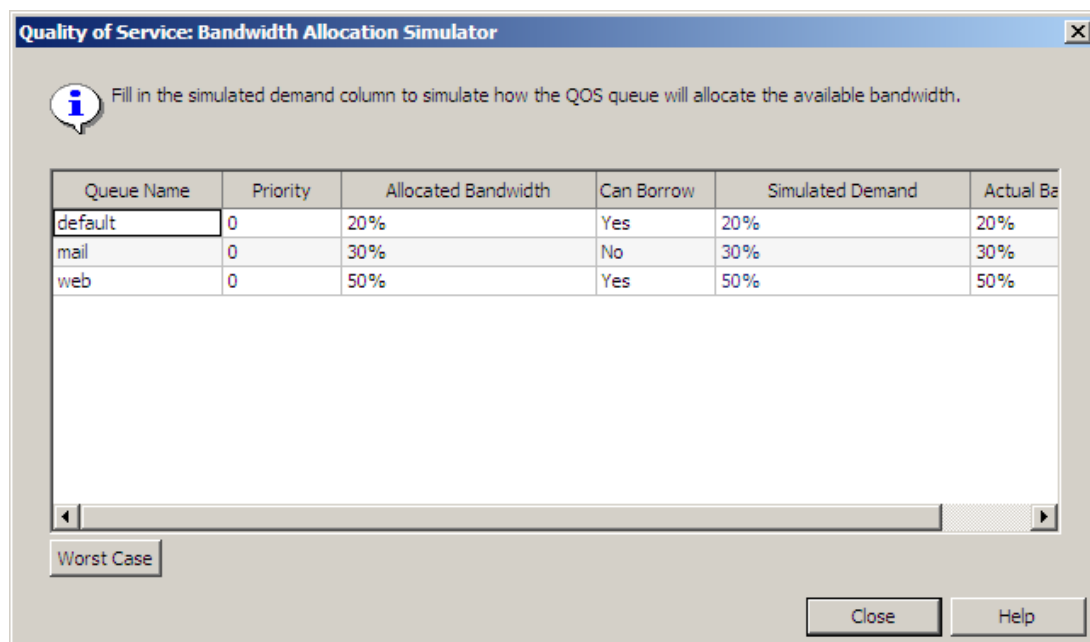 Quality of Service: Bandwidth Allocation Simulator
Fill in the simulated demand column to simulate how the QOS queue will allocate the available bandwidth.
Queue Name Priority Allocated Bandwidth Can Borrow Simulated Demand Actual Ba
default 0 20% Yes 20% 20%
mail 0 30% No 30% 30%
web 0 50% Yes 50% 50%
Worst Case
Close Help